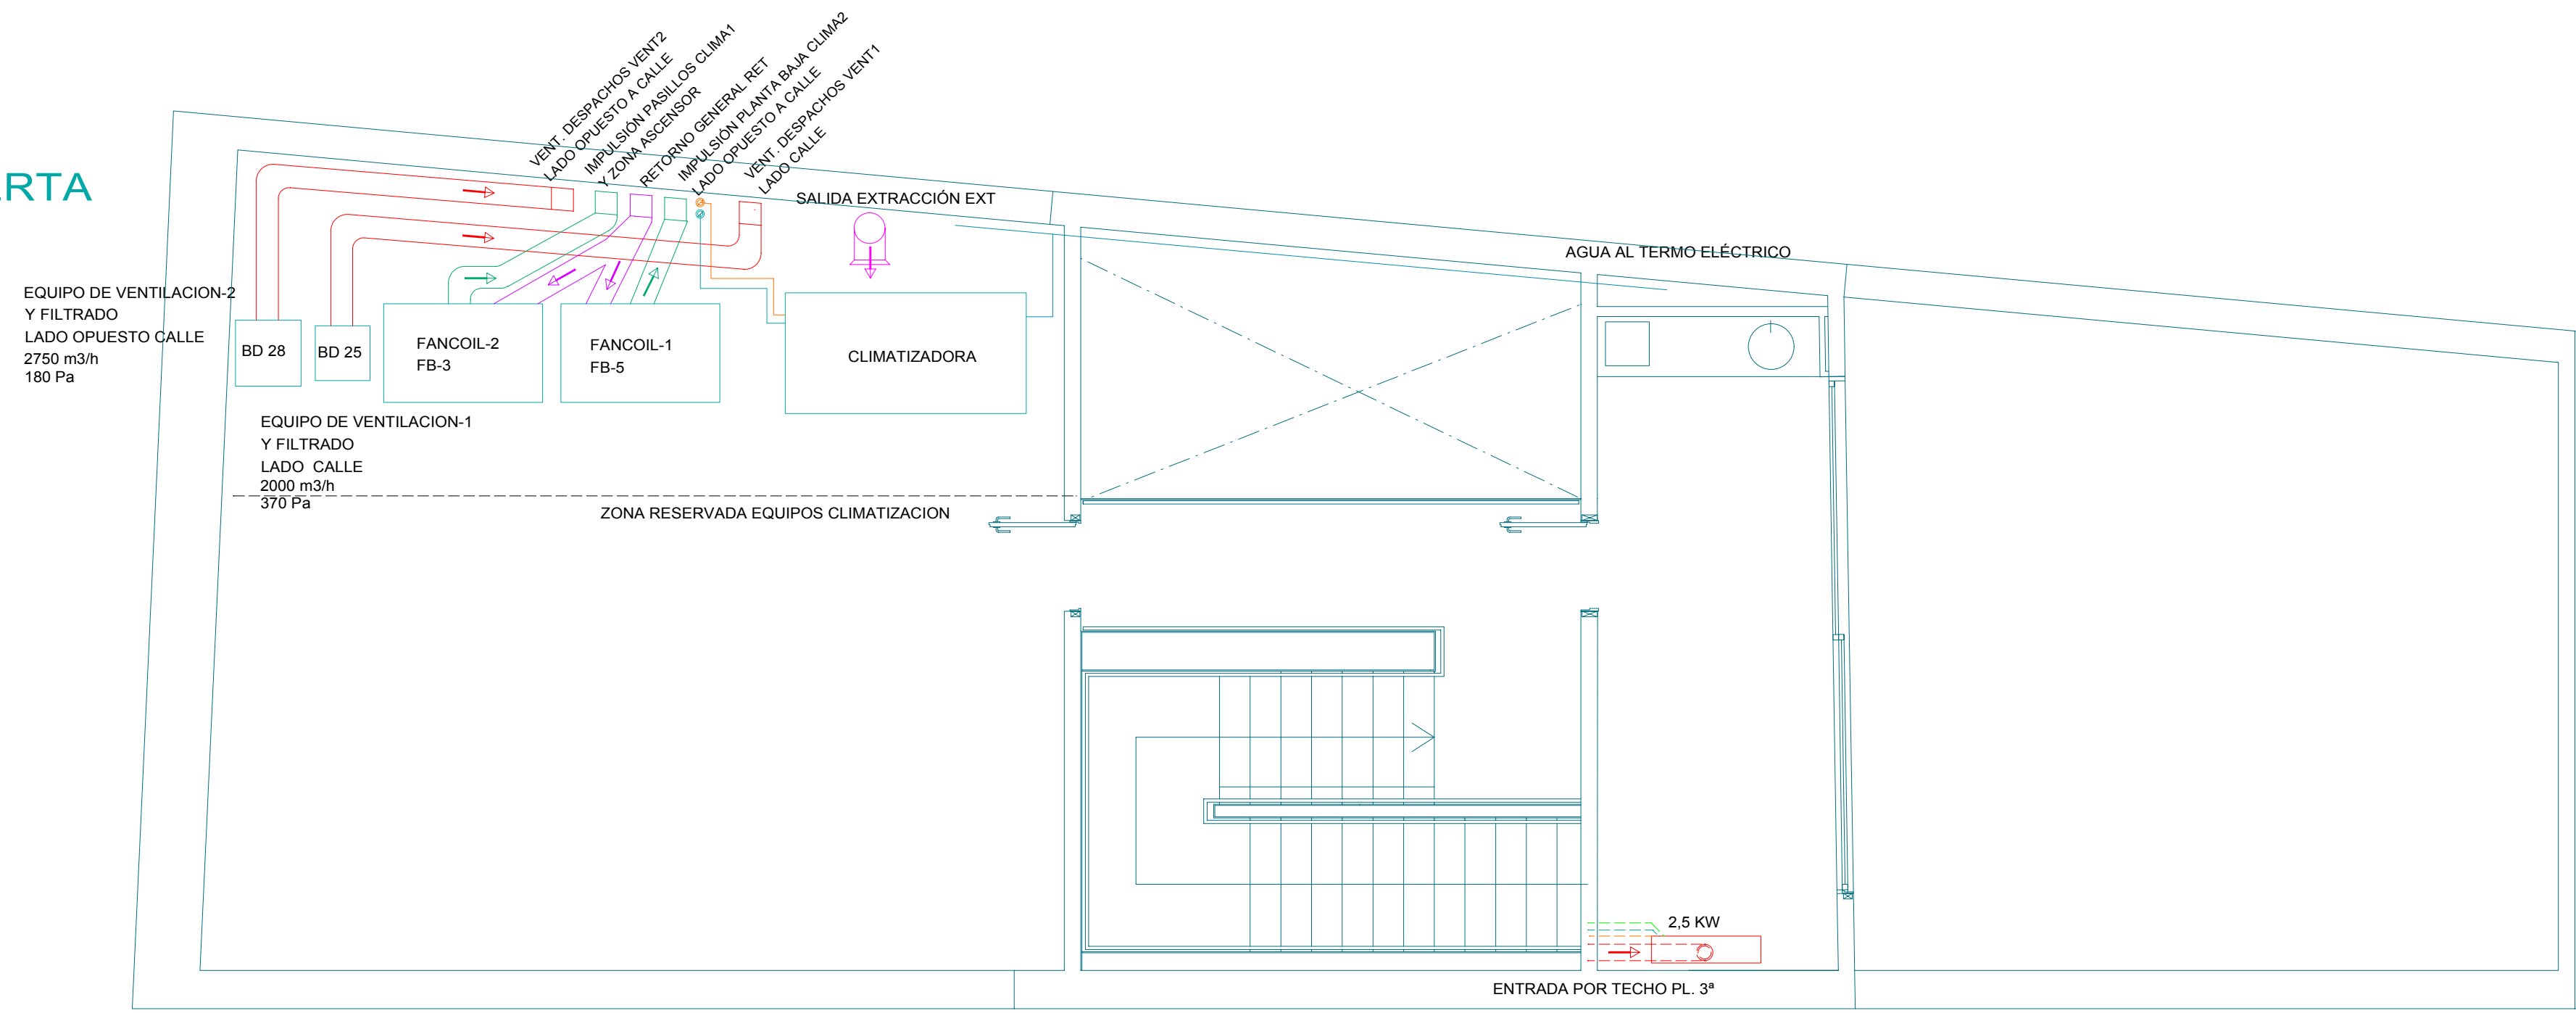 VENT. DESPACHOS VENT2
LADO OPUESTO A CALLE
IMPULSIÓN PASILLOS CLIMA1
Y ZONA ASCENSOR
RETORNO GENERAL RET
IMPULSIÓN PLANTA BAJA CLIMA2
LADO OPUESTO A CALLE
VENT. DESPACHOS VENT1
LADO CALLE
SALIDA EXTRACCIÓN EXT
AGUA AL TERMO ELÉCTRICO
EQUIPO DE VENTILACION-2
Y FILTRADO
LADO OPUESTO CALLE
2750 m3/h
180 Pa
BD 28
BD 25
FANCOIL-2
FB-3
FANCOIL-1
FB-5
CLIMATIZADORA
EQUIPO DE VENTILACION-1
Y FILTRADO
LADO CALLE
2000 m3/h
370 Pa
ZONA RESERVADA EQUIPOS CLIMATIZACION
2,5 KW
ENTRADA POR TECHO PL. 3ª